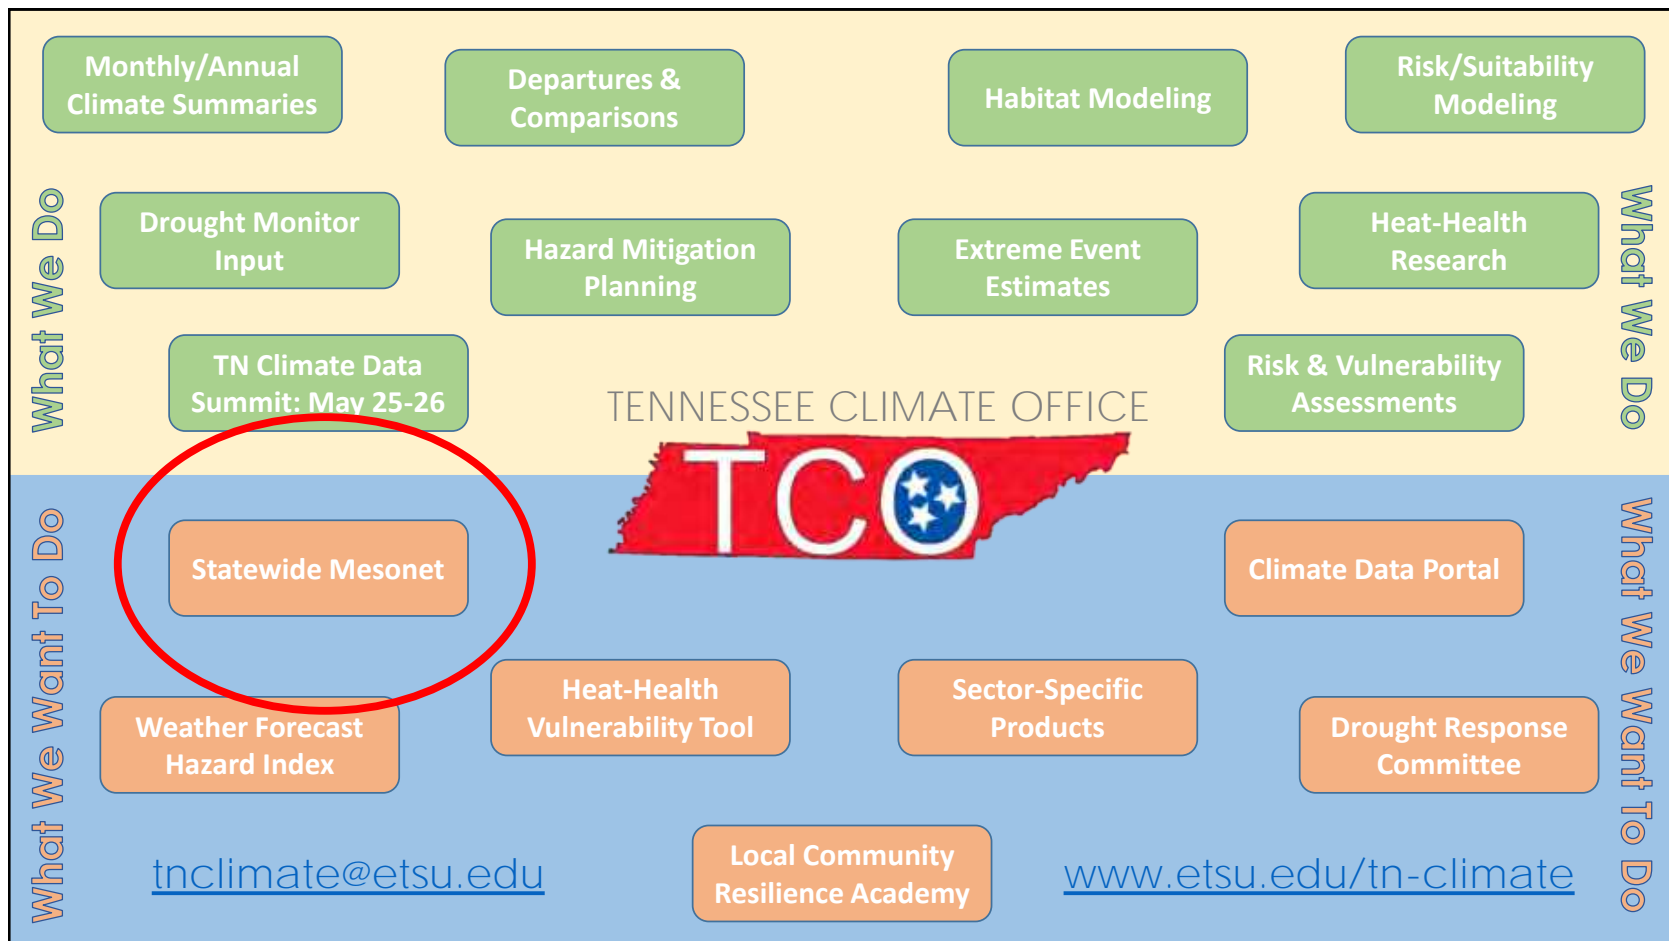 Monthly/Annual
Climate Summaries
Departures &
Comparisons
Habitat Modeling
Risk/Suitability
Modeling
What We Do
Drought Monitor
Input
Hazard Mitigation
Planning
Extreme Event
Estimates
Heat-Health
Research
What We Do
TN Climate Data
Summit: May 25-26
Risk & Vulnerability
Assessments
TENNESSEE CLIMATE OFFICE
TCO
What We Want To Do
Statewide Mesonet
Climate Data Portal
What We Want To Do
Weather Forecast
Hazard Index
Heat-Health
Vulnerability Tool
Sector-Specific
Products
Drought Response
Committee
tnclimate@etsu.edu
Local Community
Resilience Academy
www.etsu.edu/tn-climate